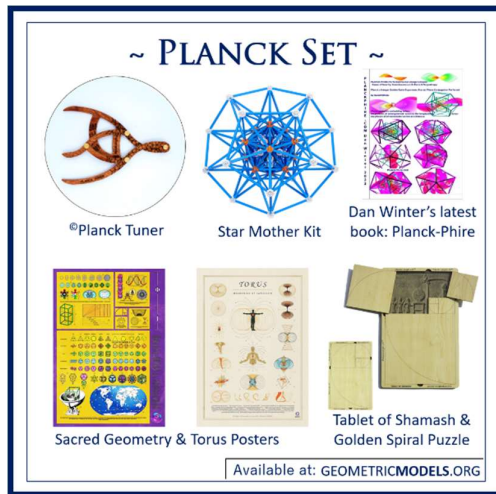 ~ PLANCK SET ~
©Planck Tuner
Star Mother Kit
Dan Winter's latest
book: Planck-Phire
TORUS
Sacred Geometry & Torus Posters
Tablet of Shamash &
Golden Spiral Puzzle
Available at: GEOMETRICMODELS.ORG